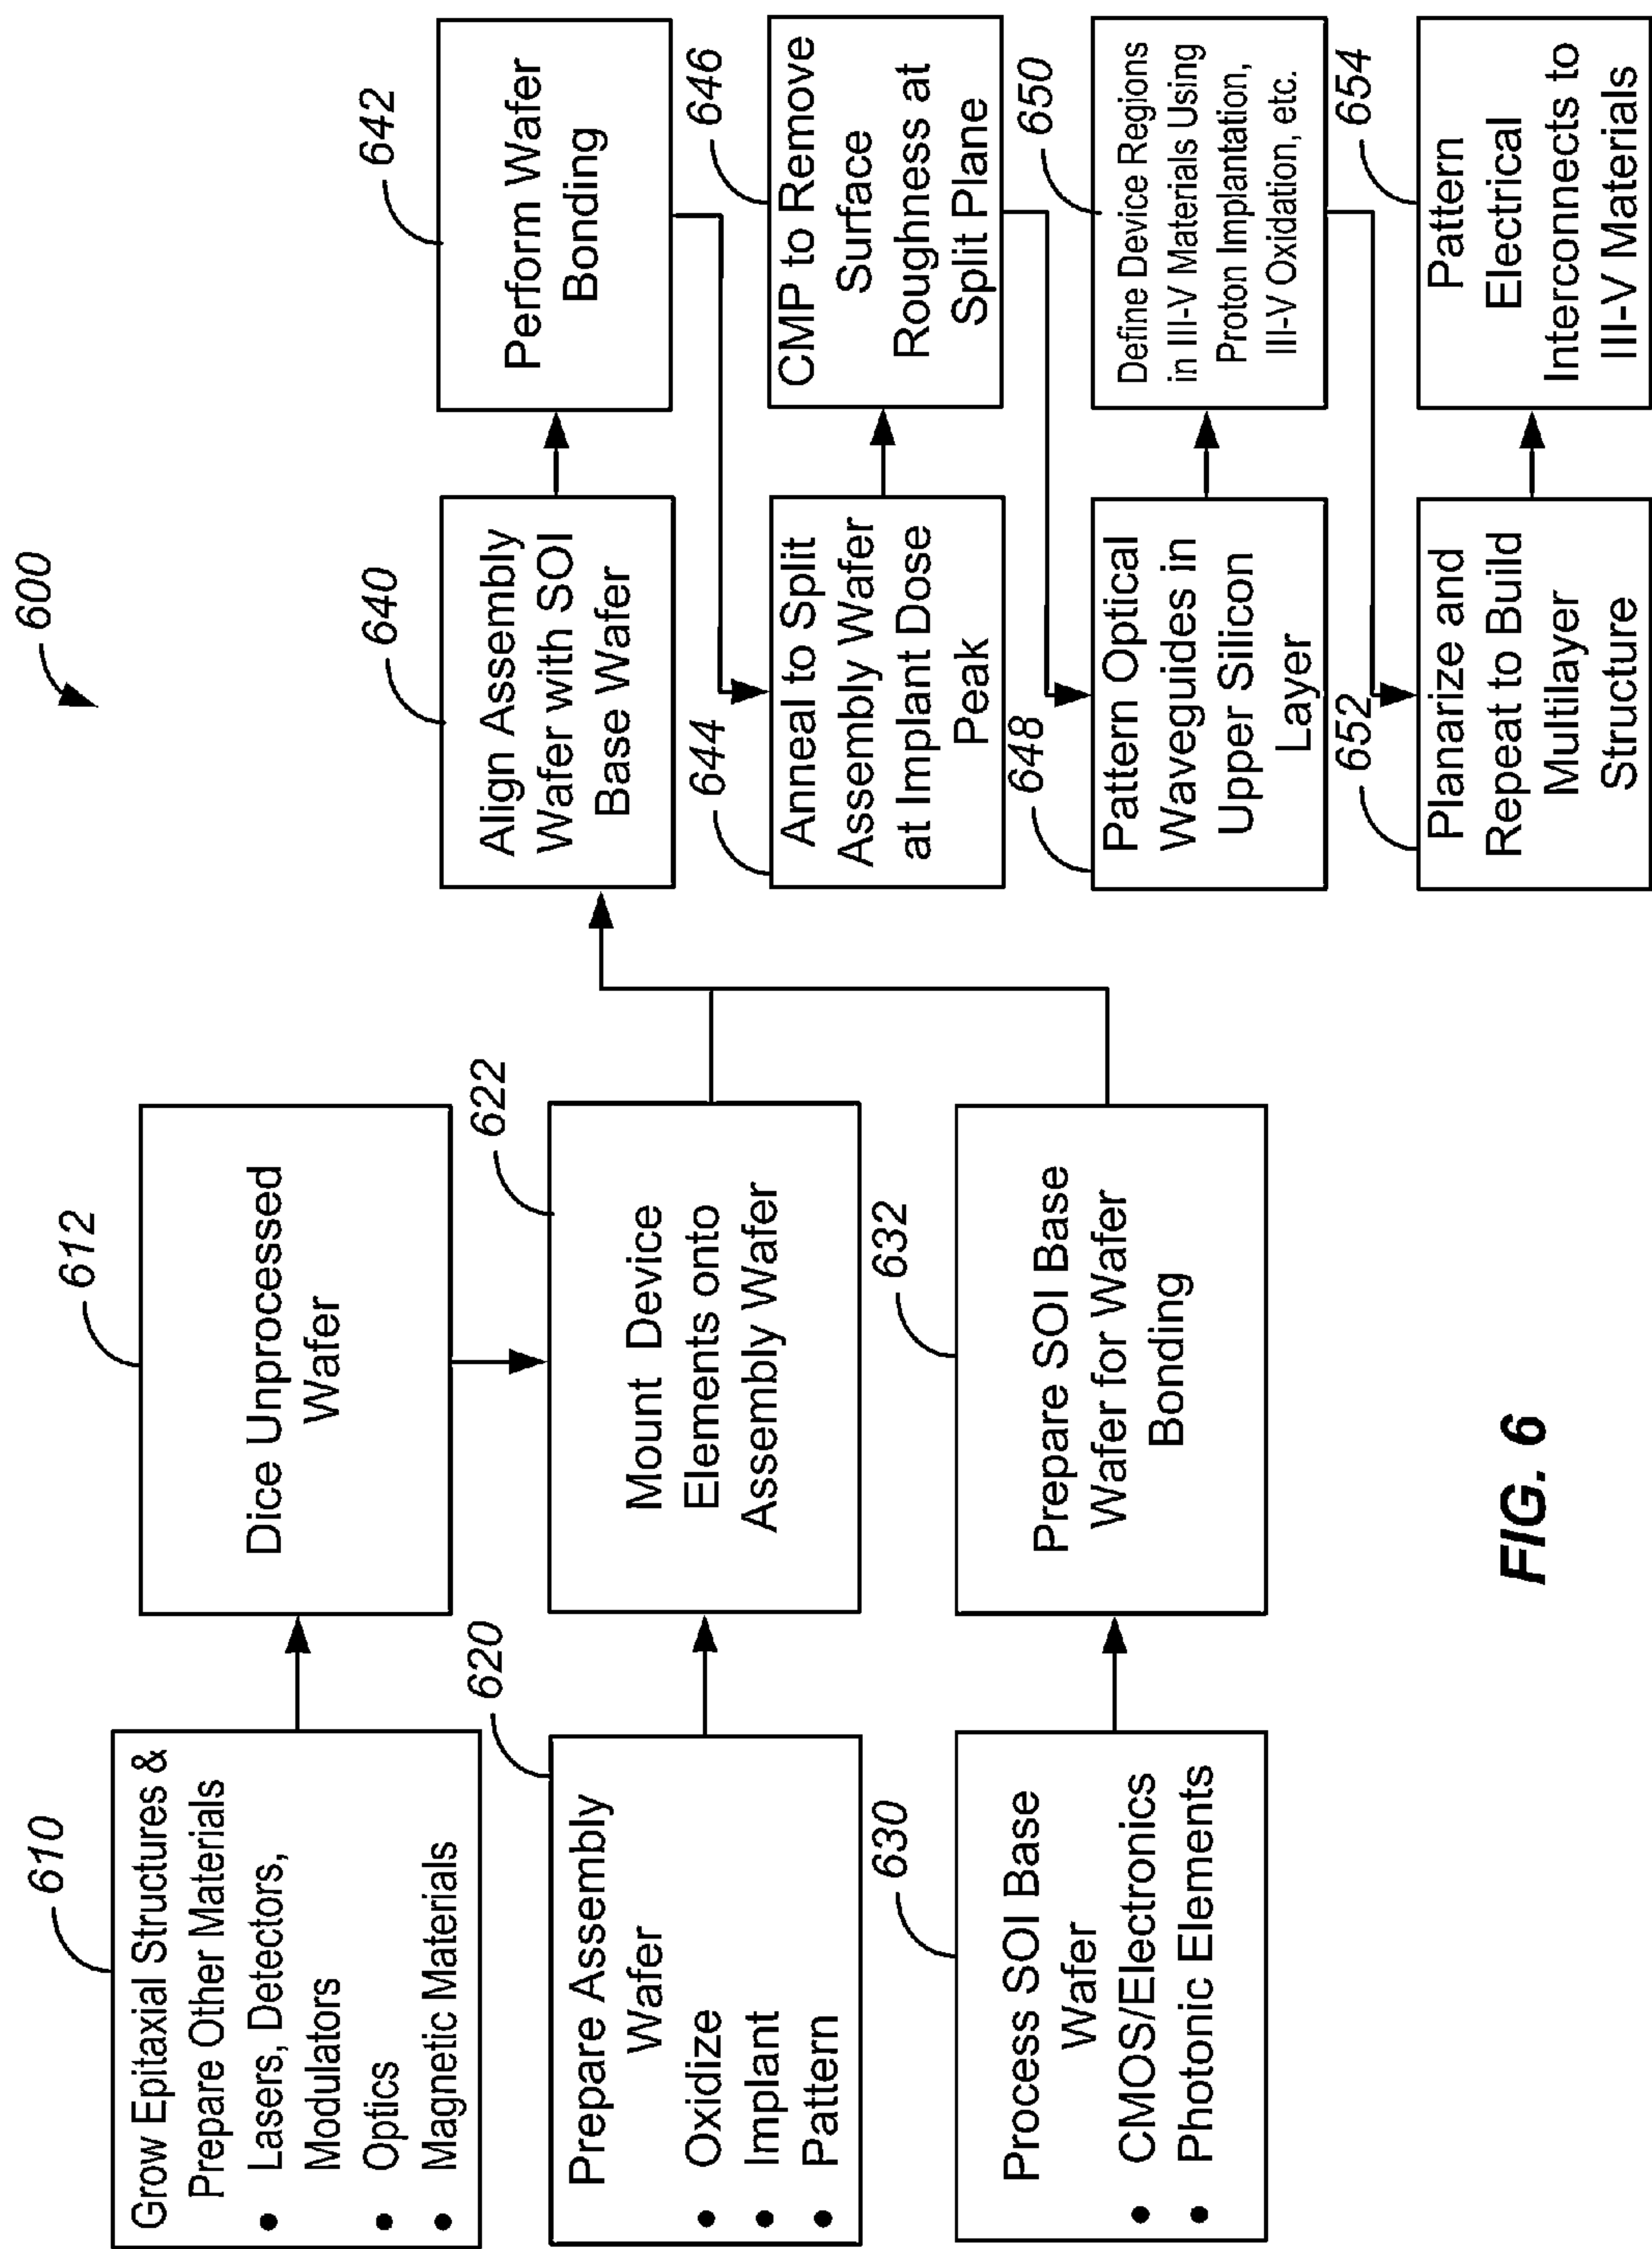 600
610
Grow Epitaxial Structures &
Prepare Other Materials
• Lasers, Detectors,
Modulators
• Optics
• Magnetic Materials
612
Dice Unprocessed
Wafer
620
Prepare Assembly
Wafer
• Oxidize
• Implant
• Pattern
622
Mount Device
Elements onto
Assembly Wafer
630
Process SOI Base
Wafer
• CMOS/Electronics
• Photonic Elements
632
Prepare SOI Base
Wafer for Wafer
Bonding
640
Align Assembly
Wafer with SOI
Base Wafer
642
Perform Wafer
Bonding
644
Anneal to Split
Assembly Wafer
at Implant Dose
Peak
646
CMP to Remove
Surface
Roughness at
Split Plane
648
Pattern Optical
Waveguides in
Upper Silicon
Layer
650
Define Device Regions
in III-V Materials Using
Proton Implantation,
III-V Oxidation, etc.
652
Planarize and
Repeat to Build
Multilayer
Structure
654
Pattern
Electrical
Interconnects to
III-V Materials
FIG. 6